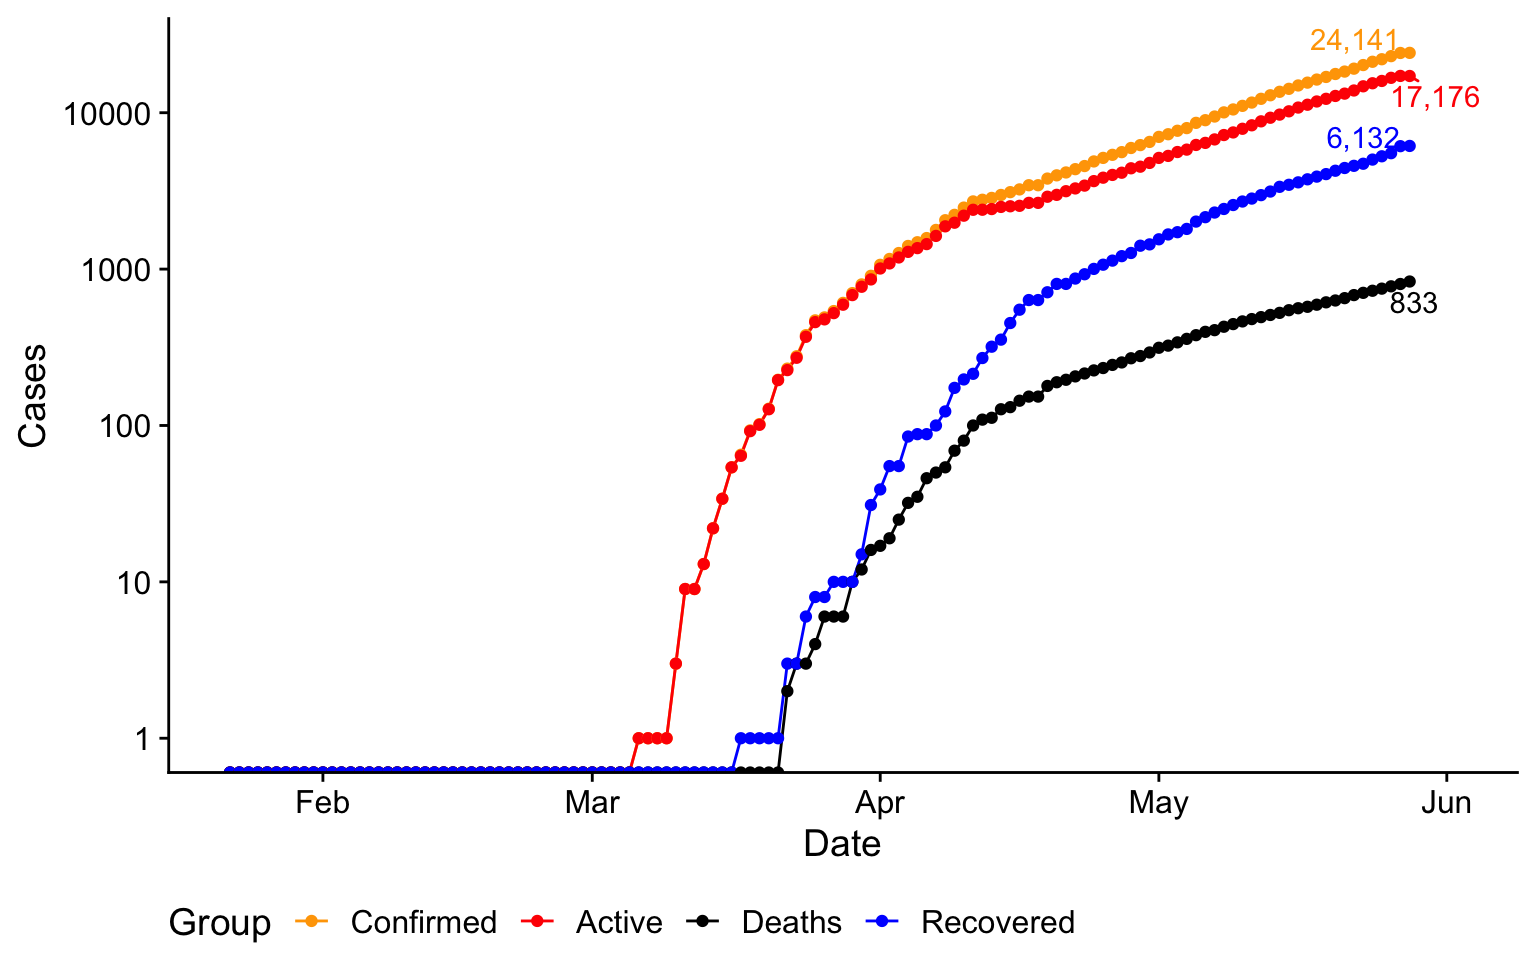 24,141
17,176
6,132
833
10000
1000
100
10
1
Cases
Feb Mar Apr May Jun
Date
Group Confirmed Active Deaths Recovered